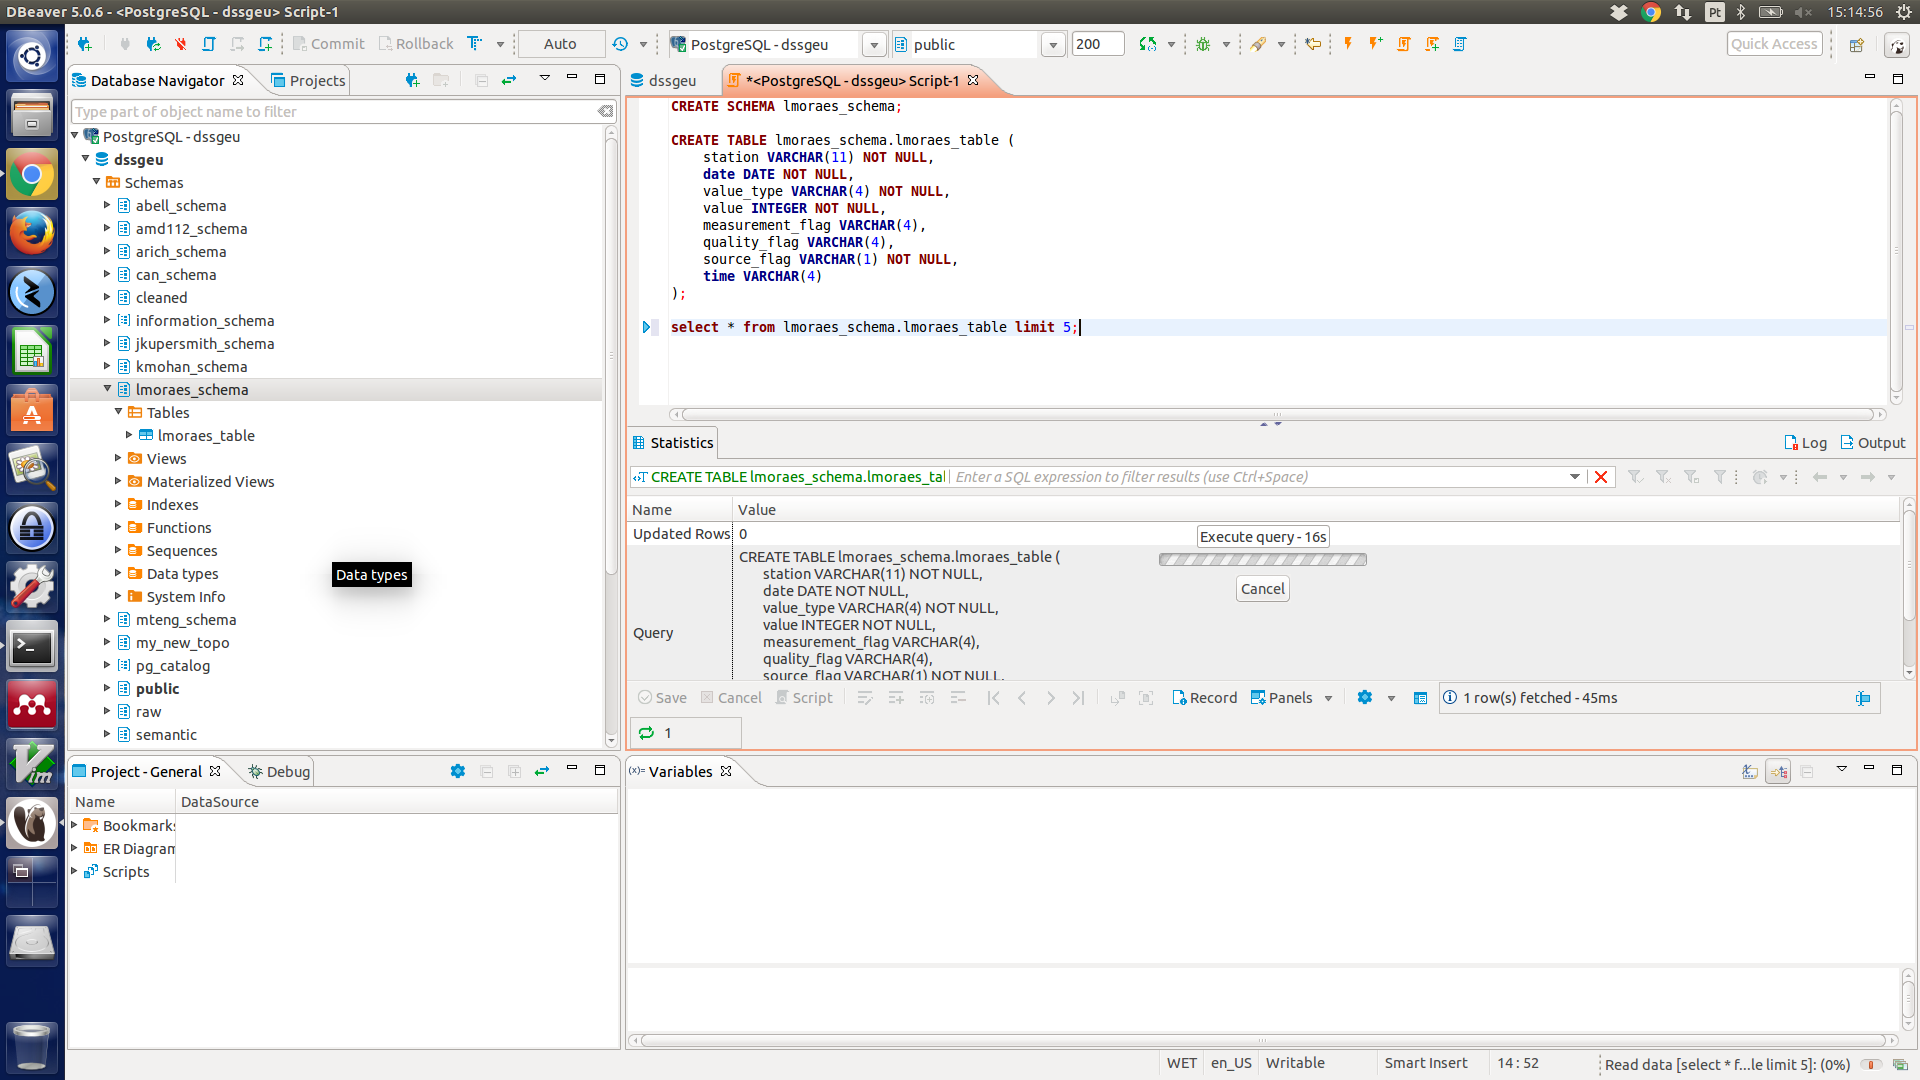 DBeaver 5.0.6 - <PostgreSQL - dssgeu> Script-1
Pt
15:14:56
Commit
Rollback
Auto
PostgreSQL - dssgeu
public
200
Quick Access
Database Navigator
Projects
Type part of object name to filter
PostgreSQL - dssgeu
dssgeu
Schemas
abell_schema
amd112_schema
arich_schema
can_schema
cleaned
information_schema
jkupersmith_schema
kmohan_schema
lmoraes_schema
Tables
lmoraes_table
Views
Materialized Views
Indexes
Functions
Sequences
Data types
System Info
mteng_schema
my_new_topo
pg_catalog
public
raw
semantic
Data types
dssgeu
*<PostgreSQL - dssgeu> Script-1
CREATE SCHEMA lmoraes_schema;
CREATE TABLE lmoraes_schema.lmoraes_table (
station VARCHAR(11) NOT NULL,
date DATE NOT NULL,
value_type VARCHAR(4) NOT NULL,
value INTEGER NOT NULL,
measurement_flag VARCHAR(4),
quality_flag VARCHAR(4),
source_flag VARCHAR(1) NOT NULL,
time VARCHAR(4)
);
select * from lmoraes_schema.lmoraes_table limit 5;
Statistics
Log
Output
CREATE TABLE lmoraes_schema.lmoraes_tal
Enter a SQL expression to filter results (use Ctrl+Space)
Name Value
Updated Rows 0
Query
CREATE TABLE lmoraes_schema.lmoraes_table (
station VARCHAR(11) NOT NULL,
date DATE NOT NULL,
value_type VARCHAR(4) NOT NULL,
value INTEGER NOT NULL,
measurement_flag VARCHAR(4),
quality_flag VARCHAR(4),
source_flag VARCHAR(1) NOT NULL,
Execute query - 16s
Cancel
Save
Cancel
Script
Record
Panels
1 row(s) fetched - 45ms
1
Project - General
Debug
Name DataSource
Bookmarks
ER Diagram
Scripts
(x)= Variables
WET
en_US
Writable
Smart Insert
14 : 52
Read data [select * f...le limit 5]: (0%)